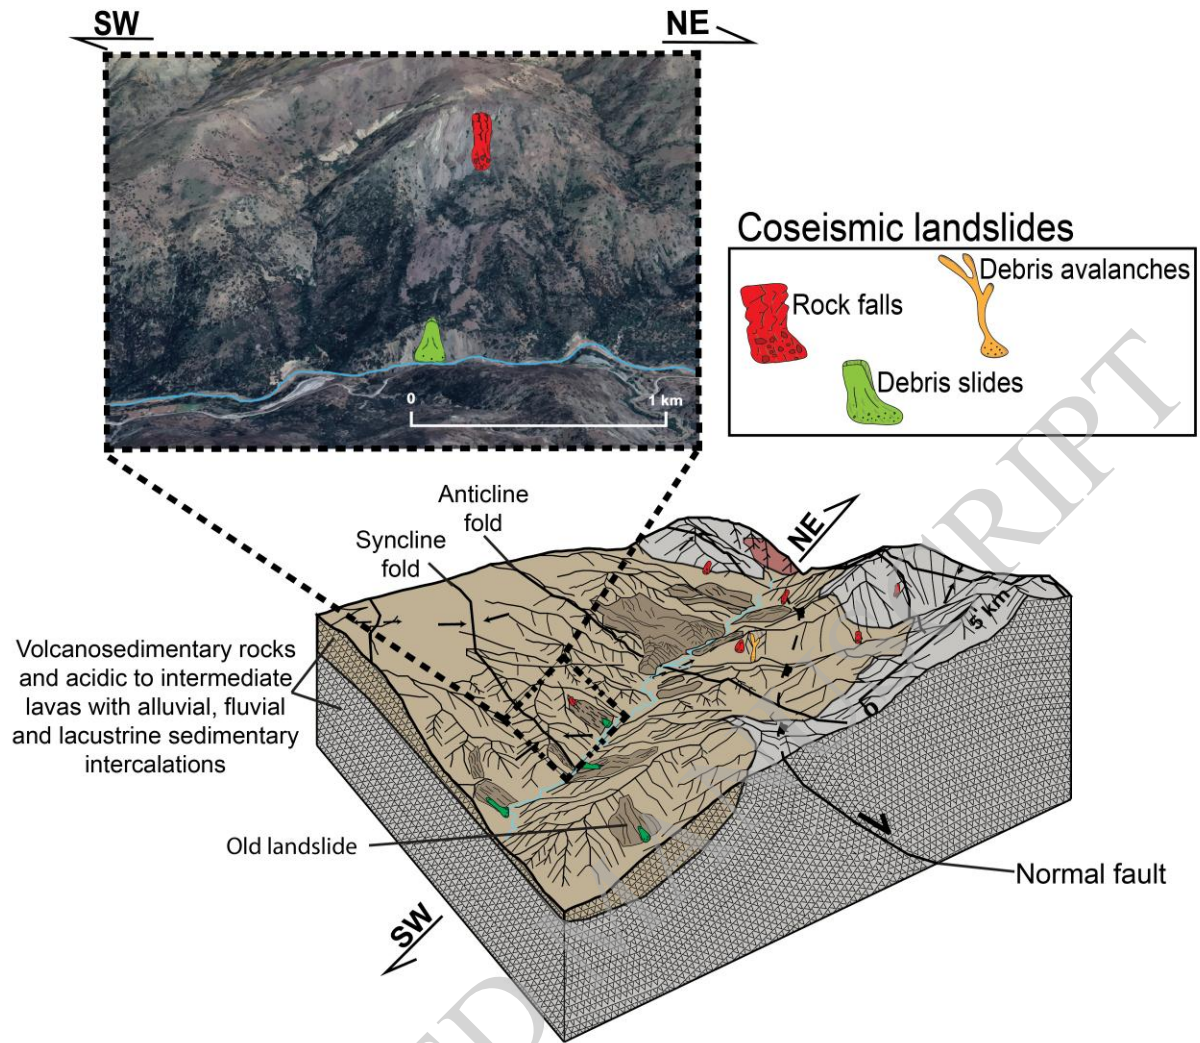 SW
NE
Coseismic landslides
Debris avalanches
Rock falls
Debris slides
0
1 km
Anticline
fold
Syncline
fold
NE
5 km
0
Volcanosedimentary rocks
and acidic to intermediate
lavas with alluvial, fluvial
and lacustrine sedimentary
intercalations
Old landslide
Normal fault
SW